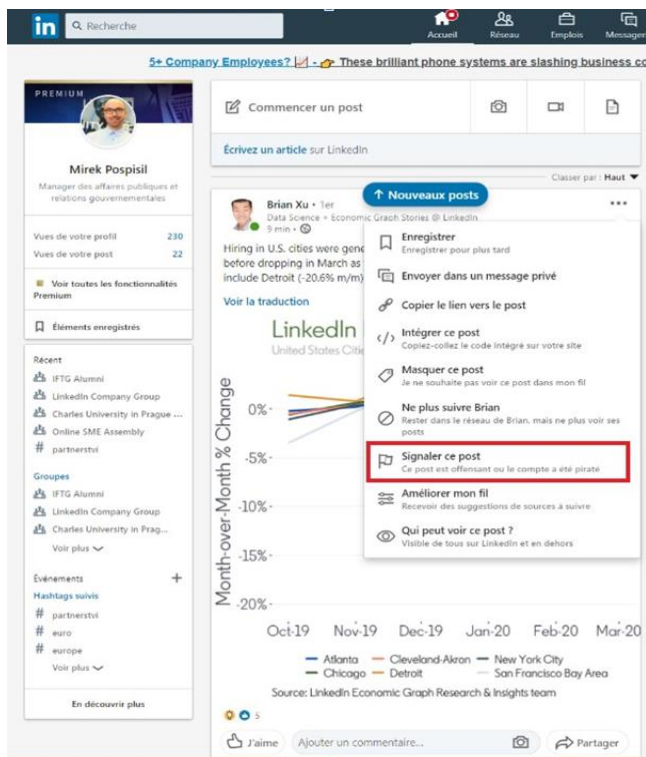 in
Recherche
Accueil
Réseau
Emplois
Messager
5+ Company Employees? - These brilliant phone systems are slashing business co
PREMIUM
Mirek Pospisil
Manager des affaires publiques et
relations gouvernementales
Vues de votre profil 230
Vues de votre post 22
Voir toutes les fonctionnalités
Premium
Éléments enregistrés
Récent
IFTG Alumni
LinkedIn Company Group
Charles University in Prague ...
Online SME Assembly
# partnerstvi
Groupes
IFTG Alumni
LinkedIn Company Group
Charles University in Prag...
Voir plus
Événements +
Hashtags suivis
# partnerstvi
# euro
# europe
Voir plus
En découvrir plus
Commencer un post
Écrivez un article sur LinkedIn
Classer par : Haut
Nouveaux posts
Brian Xu • 1er
Data Science + Economic Graph Stories @ LinkedIn
9 min •
Hiring in U.S. cities were gene
before dropping in March as
include Detroit (-20.6% m/m)
Voir la traduction
LinkedIn
United States Citie
Enregistrer
Enregistrer pour plus tard
Envoyer dans un message privé
Copier le lien vers le post
Intégrer ce post
Copiez-collez le code intégré sur votre site
Masquer ce post
Je ne souhaite pas voir ce post dans mon fil
Ne plus suivre Brian
Rester dans le réseau de Brian, mais ne plus voir ses
posts
Signaler ce post
Ce post est offensant ou le compte a été piraté
Améliorer mon fil
Recevoir des suggestions de sources à suivre
Qui peut voir ce post ?
Visible de tous sur LinkedIn et en dehors
Month-over-Month % Change
0%
-5%
-10%
-15%
-20%
Oct-19 Nov-19 Dec-19 Jan-20 Feb-20 Mar-20
Atlanta Cleveland-Akron New York City
Chicago Detroit San Francisco Bay Area
Source: LinkedIn Economic Graph Research & Insights team
5
J'aime
Ajouter un commentaire...
Partager